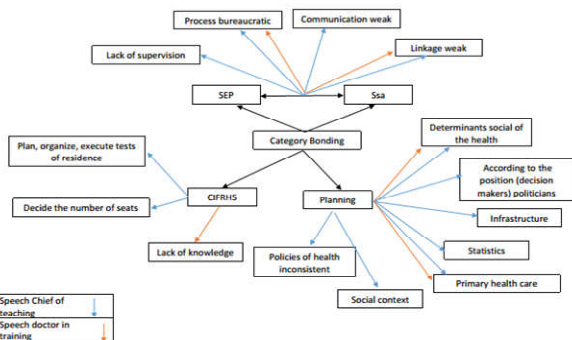 Process bureaucratic
Communication weak
Lack of supervision
Linkage weak
SEP
Ssa
Category Bonding
Determinants social of
the health
Plan, organize, execute tests
of residence
According to the
position (decision
makers) politicians
CIFRHS
Planning
Decide the number of seats
Infrastructure
Lack of knowledge
Policies of health
inconsistent
Statistics
Primary health care
Social context
Speech Chief of
teaching
Speech doctor in
training